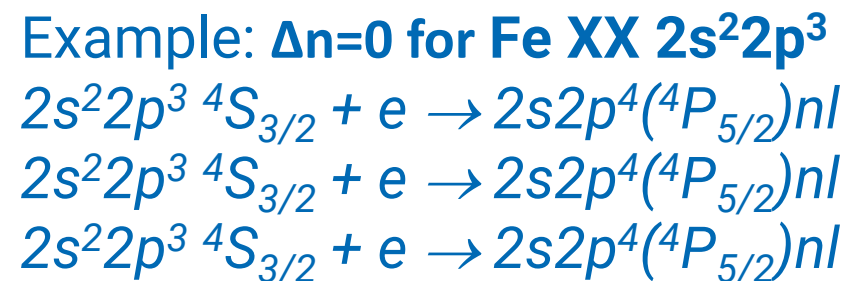 Example: Δn=0 for Fe XX 2s²2p³
2s²2p³ ⁴S₃/₂ + e → 2s2p⁴(⁴P₅/₂)nl
2s²2p³ ⁴S₃/₂ + e → 2s2p⁴(⁴P₅/₂)nl
2s²2p³ ⁴S₃/₂ + e → 2s2p⁴(⁴P₅/₂)nl